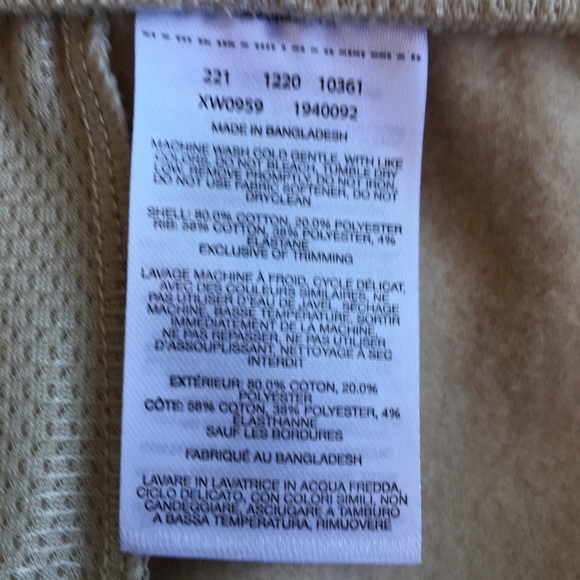 221 1220 10361
XW0959 1940092
MADE IN BANGLADESH
MACHINE WASH COLD GENTLE, WITH LIKE
COLORS, DO NOT BLEACH, TUMBLE DRY
LOW, REMOVE PROMPTLY, DO NOT IRON,
DO NOT USE FABRIC SOFTENER, DO NOT
DRYCLEAN
SHELL: 80.0% COTTON, 20.0% POLYESTER
RIB: 58% COTTON, 38% POLYESTER, 4%
ELASTANE
EXCLUSIVE OF TRIMMING
LAVAGE MACHINE À FROID, CYCLE DÉLICAT,
AVEC DES COULEURS SIMILAIRES, NE
PAS UTILISER D'EAU DE JAVEL, SÉCHAGE
MACHINE, BASSE TEMPÉRATURE, SORTIR
IMMÉDIATEMENT DE LA MACHINE,
NE PAS REPASSER, NE PAS UTILISER
D'ASSOUPLISSANT, NETTOYAGE À SEC
INTERDIT
EXTÉRIEUR: 80.0% COTON, 20.0%
POLYESTER
CÔTE: 58% COTON, 38% POLYESTER, 4%
ÉLASTHANNE
SAUF LES BORDURES
FABRIQUÉ AU BANGLADESH
LAVARE IN LAVATRICE IN ACQUA FREDDA,
CICLO DELICATO, CON COLORI SIMILI, NON
CANDEGGIARE, ASCIUGARE A TAMBURO
A BASSA TEMPERATURA, RIMUOVERE